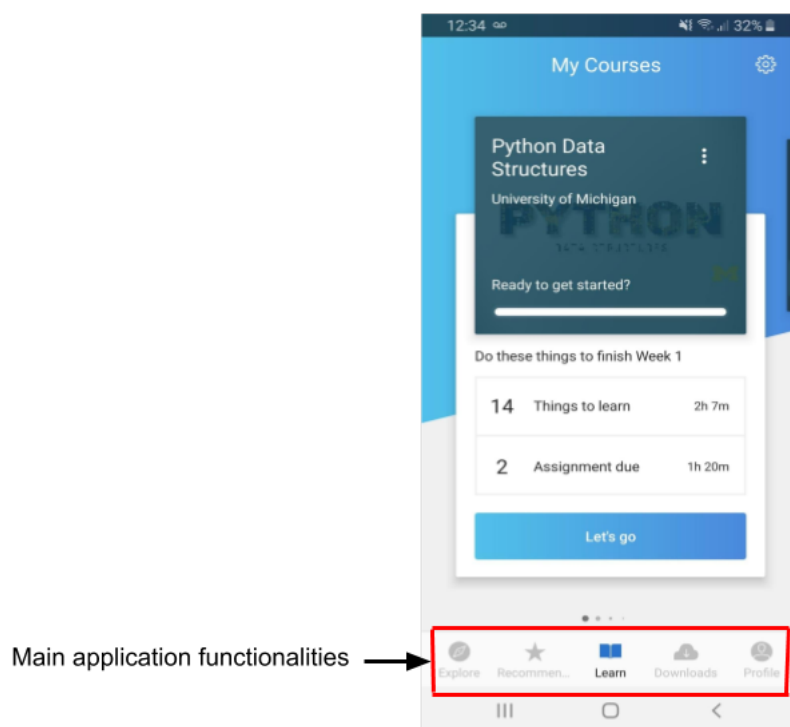 12:34
32%
My Courses
Python Data
Structures
University of Michigan
PYTHON
DATA STRUCTURES
Ready to get started?
Do these things to finish Week 1
14 Things to learn 2h 7m
2 Assignment due 1h 20m
Let's go
Main application functionalities
Explore Recommen... Learn Downloads Profile